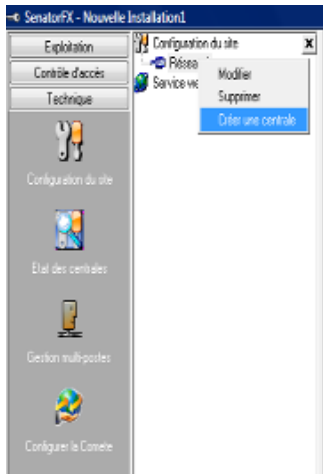 SenatorFX - Nouvelle Installation1
Exploitation
Contrôle d'accès
Technique
Configuration du site
Etat des centrales
Gestion multi-postes
Configurer la Comete
Configuration du site
Service
Modifier
Supprimer
Créer une centrale